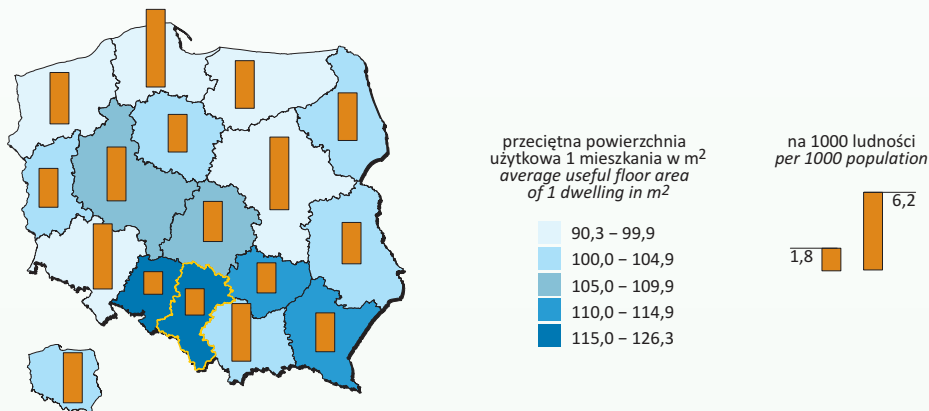 przeciętna powierzchnia
użytkowa 1 mieszkania w m²
average useful floor area
of 1 dwelling in m²
90,3 – 99,9
100,0 – 104,9
105,0 – 109,9
110,0 – 114,9
115,0 – 126,3
na 1000 ludności
per 1000 population
6,2
1,8